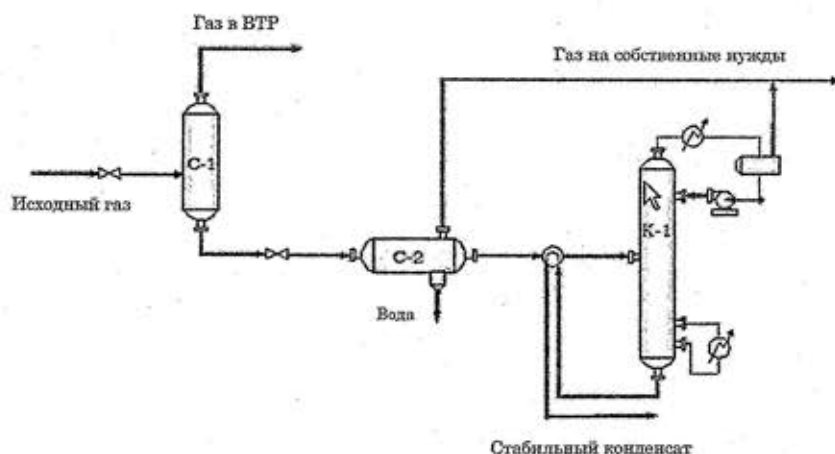 Газ в ВТР
Газ на собственные нужды
С-1
Исходный газ
К-1
С-2
Вода
Стабильный конденсат